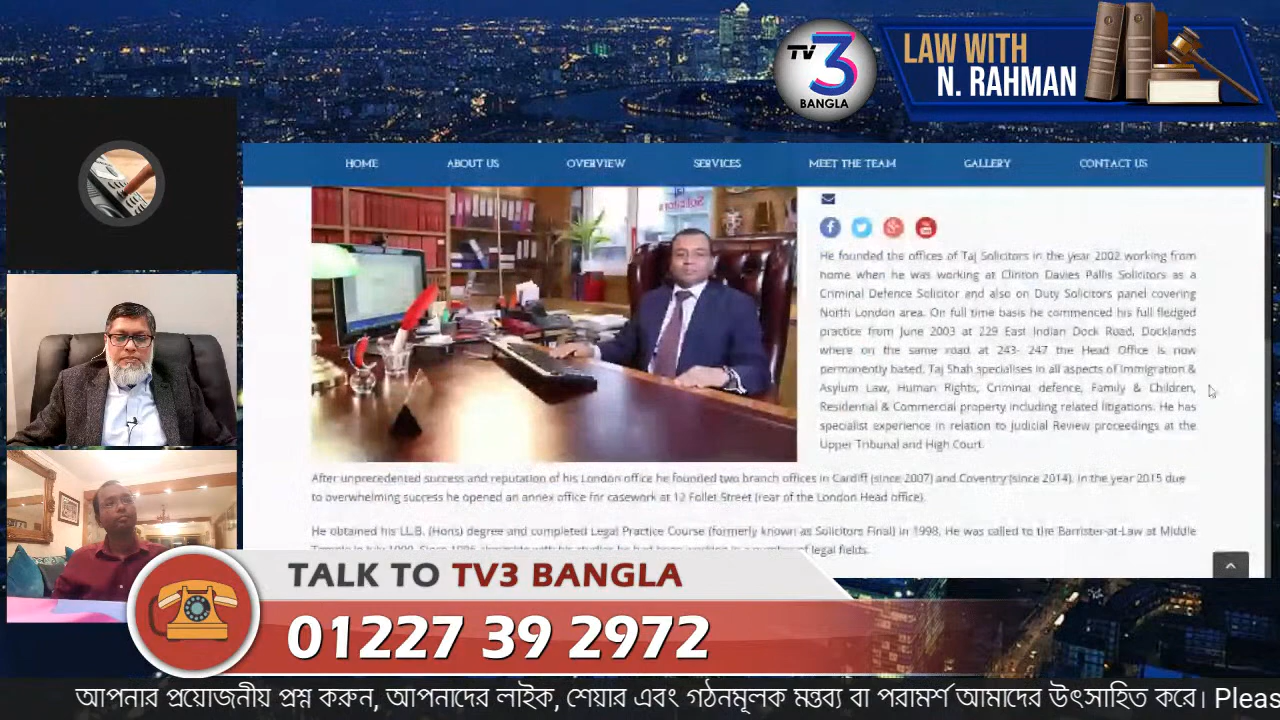 LAW WITH
N. RAHMAN
TV
3
BANGLA
HOME ABOUT US OVERVIEW SERVICES MEET THE TEAM GALLERY CONTACT US
He founded the offices of Taj Solicitors in the year 2002 working from
home when he was working at Clinton Davies Pallis Solicitors as a
Criminal Defence Solicitor and also on Duty Solicitors panel covering
North London area. On full time basis he commenced his full fledged
practice from June 2003 at 229 East Indian Dock Road, Docklands
where on the same road at 243- 247 the Head Office is now
permanently based. Taj Shah specialises in all aspects of Immigration &
Asylum Law, Human Rights, Criminal defence, Family & Children,
Residential & Commercial property including related litigations. He has
specialist experience in relation to Judicial Review proceedings at the
Upper Tribunal and High Court.
After unprecedented success and reputation of his London office he founded two branch offices in Cardiff (since 2007) and Coventry (since 2014). In the year 2015 due
to overwhelming success he opened an annex office for casework at 12 Follet Street (rear of the London Head office).
He obtained his LL.B. (Hons) degree and completed Legal Practice Course (formerly known as Solicitors Final) in 1998. He was called to the Barrister-at-Law at Middle
legal fields.
TALK TO TV3 BANGLA
01227 39 2972
আপনার প্রয়োজনীয় প্রশ্ন করুন, আপনাদের লাইক, শেয়ার এবং গঠনমূলক মন্তব্য বা পরামর্শ আমাদের উৎসাহিত করে। Pleas